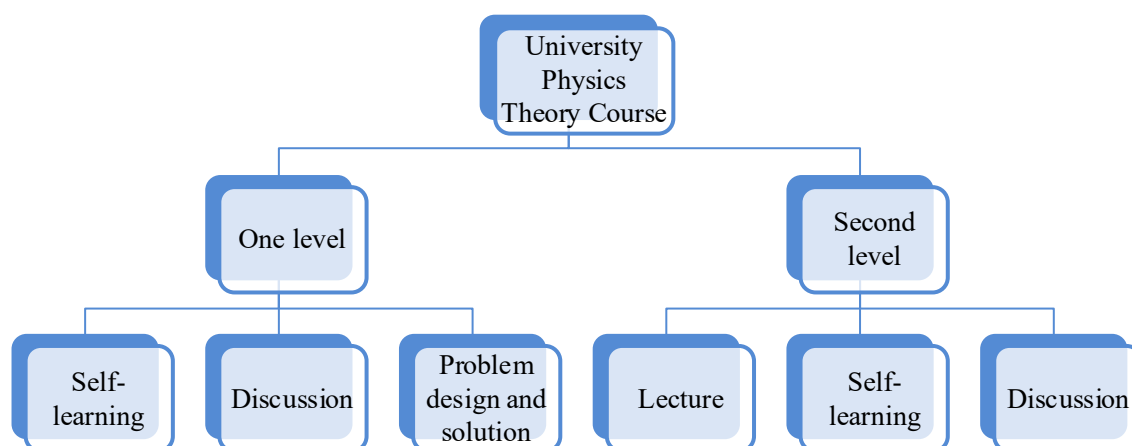 University
Physics
Theory Course
One level
Second
level
Self-
learning
Discussion
Problem
design and
solution
Lecture
Self-
learning
Discussion